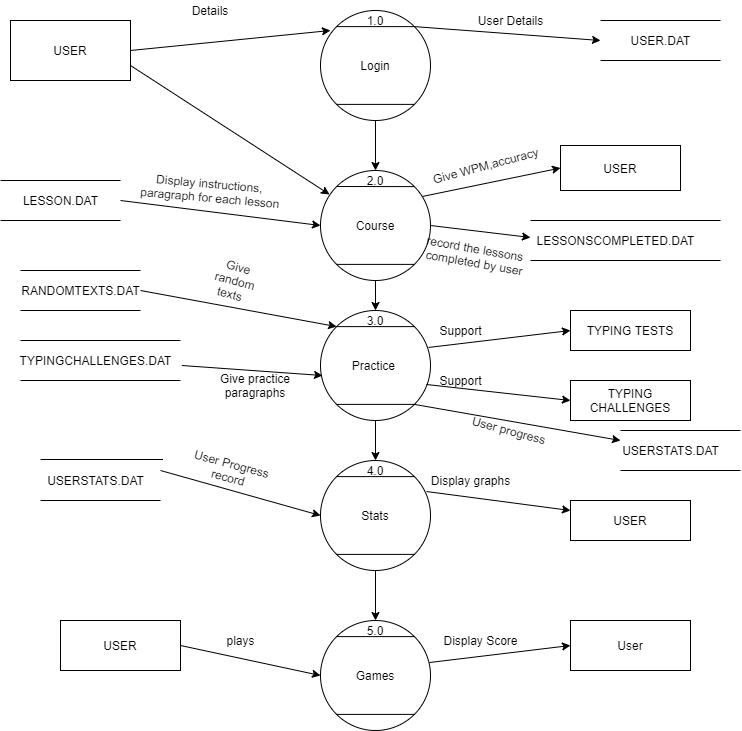 Details
1.0
User Details
USER
Login
USER.DAT
2.0
Give WPM,accuracy
USER
Display instructions,
paragraph for each lesson
LESSON.DAT
Course
record the lessons
completed by user
LESSONSCOMPLETED.DAT
Give
random
texts
RANDOMTEXTS.DAT
3.0
Support
TYPING TESTS
TYPINGCHALLENGES.DAT
Practice
Give practice
paragraphs
Support
TYPING
CHALLENGES
User progress
USERSTATS.DAT
User Progress
record
4.0
USERSTATS.DAT
Display graphs
Stats
USER
5.0
USER
plays
Display Score
User
Games